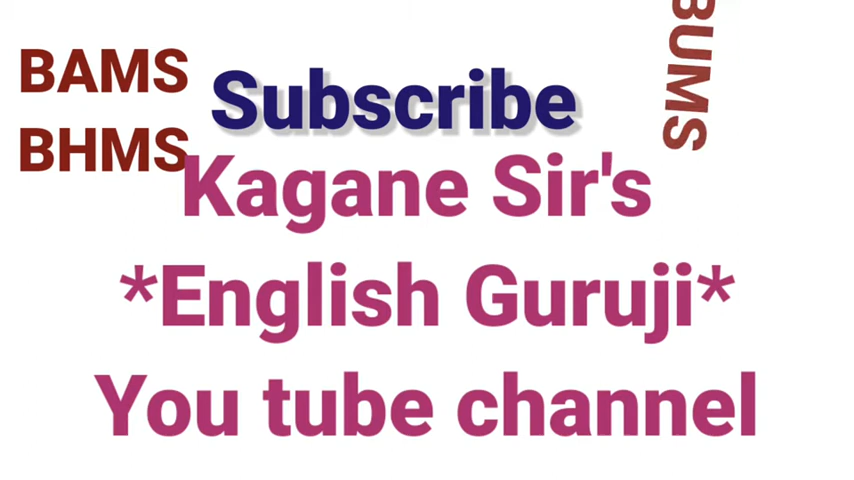 BAMS
BHMS
Subscribe
Kagane Sir's
*English Guruji*
You tube channel
BUMS